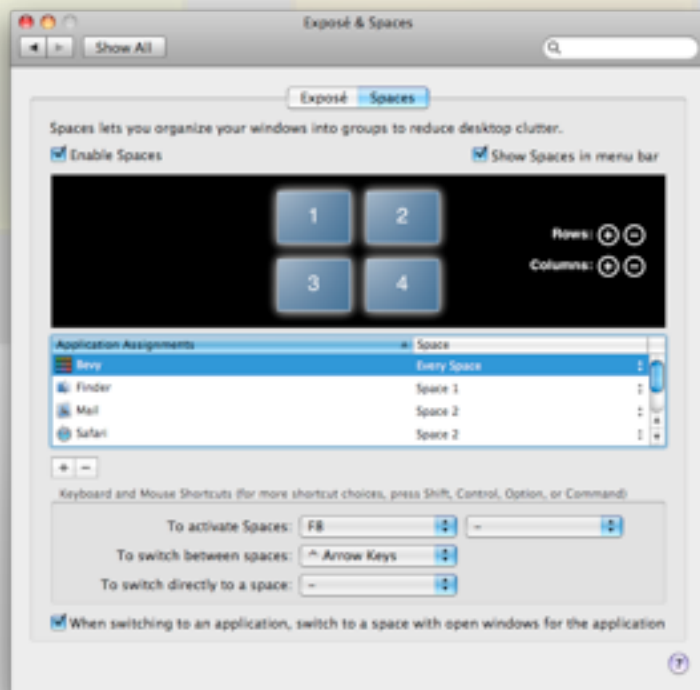 Exposé & Spaces
Show All
Exposé Spaces
Spaces lets you organize your windows into groups to reduce desktop clutter.
Enable Spaces Show Spaces in menu bar
1 2
Rows:
Columns:
3 4
Application Assignments Space
Bevy Every Space
Finder Space 1
Mail Space 2
Safari Space 2
+ −
Keyboard and Mouse Shortcuts (for more shortcut choices, press Shift, Control, Option, or Command)
To activate Spaces: F8 –
To switch between spaces: ^ Arrow Keys
To switch directly to a space: –
When switching to an application, switch to a space with open windows for the application
?